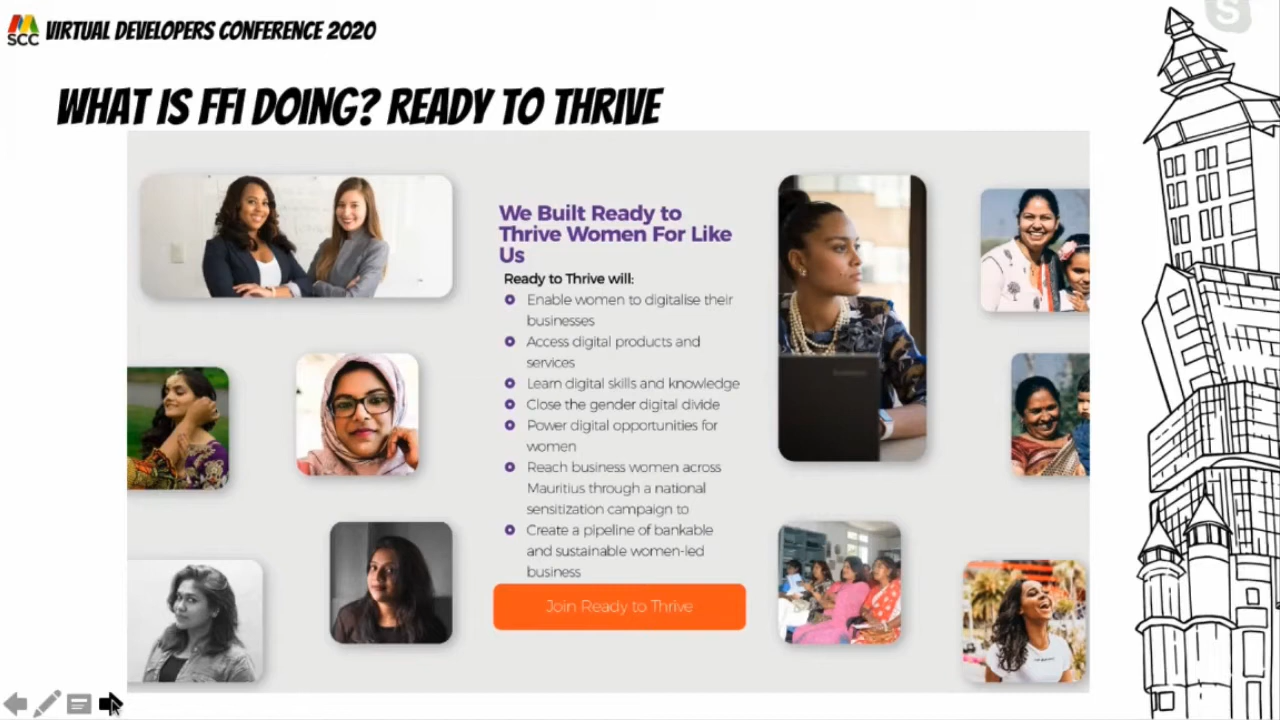 SCC VIRTUAL DEVELOPERS CONFERENCE 2020
S
WHAT IS FFI DOING? READY TO THRIVE
We Built Ready to
Thrive Women For Like
Us
Ready to Thrive will:
Enable women to digitalise their
businesses
Access digital products and
services
Learn digital skills and knowledge
Close the gender digital divide
Power digital opportunities for
women
Reach business women across
Mauritius through a national
sensitization campaign to
Create a pipeline of bankable
and sustainable women-led
business
Join Ready to Thrive